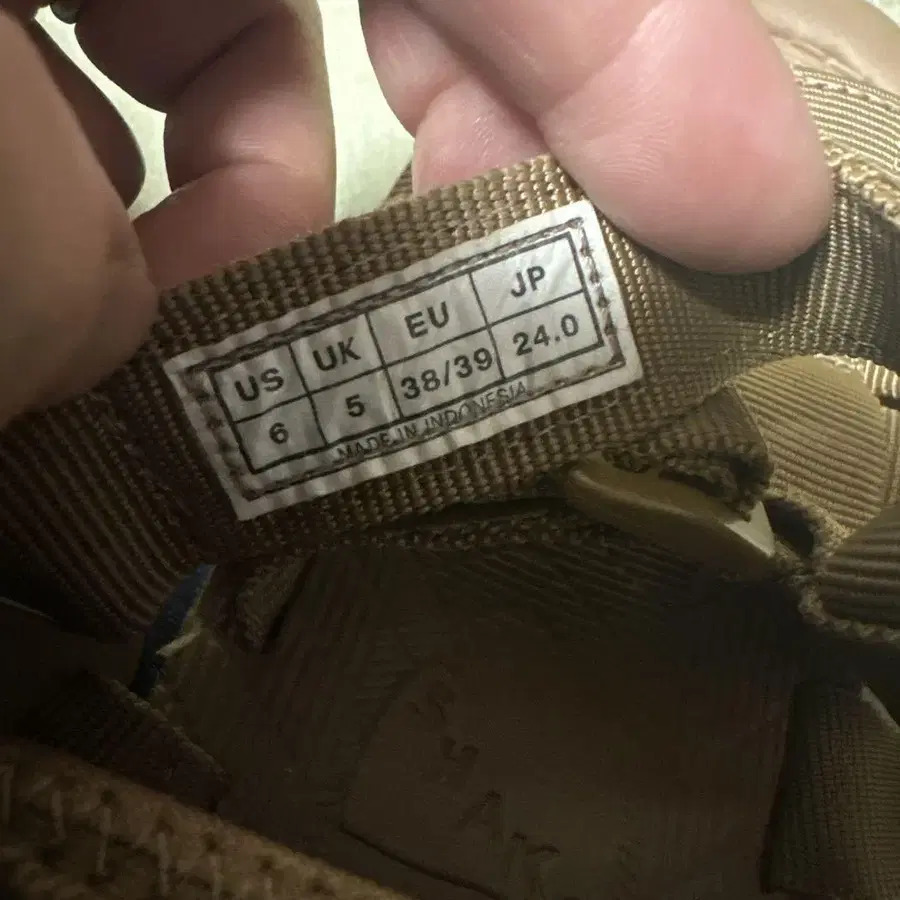 US UK EU JP
6 5 38/39 24.0
MADE IN INDONESIA